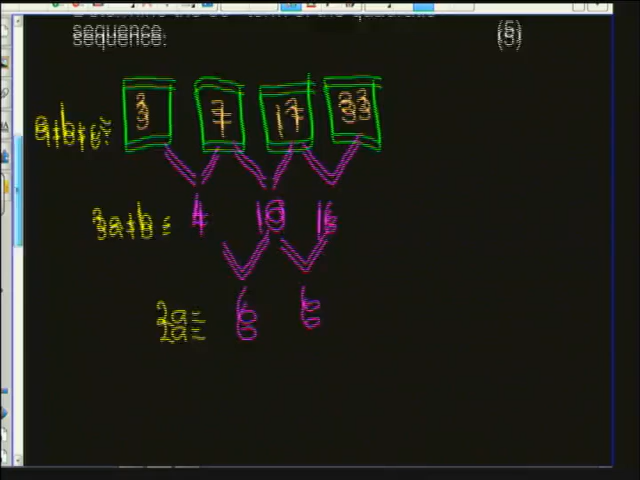 sequence.
(5)
a+b+c= 3 7 17 33
3a+b= 4 10 16
2a= 6 6